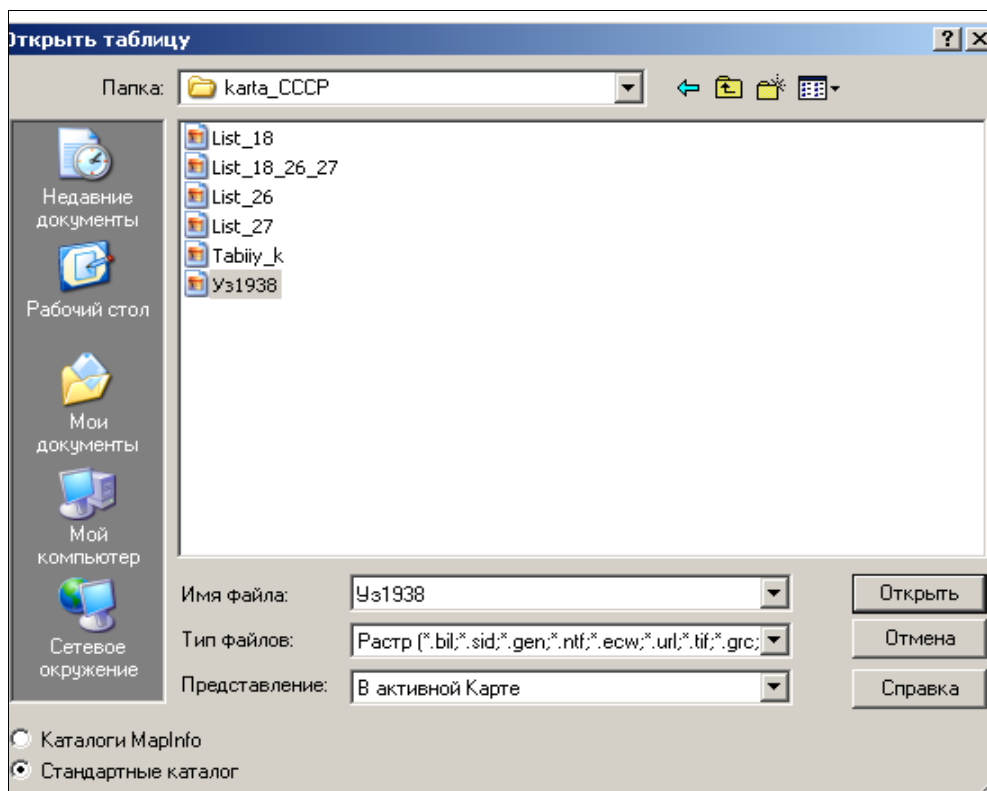 Открыть таблицу
Папка: karta_СССР
List_18
List_18_26_27
List_26
List_27
Tabiiy_k
Уз1938
Недавние
документы
Рабочий стол
Мои
документы
Мой
компьютер
Сетевое
окружение
Имя файла: Уз1938 Открыть
Тип файлов: Растр (*.bil;*.sid;*.gen;*.ntf;*.ecw;*.url;*.tif;*.grc; Отмена
Представление: В активной Карте Справка
Каталоги MapInfo
Стандартные каталог